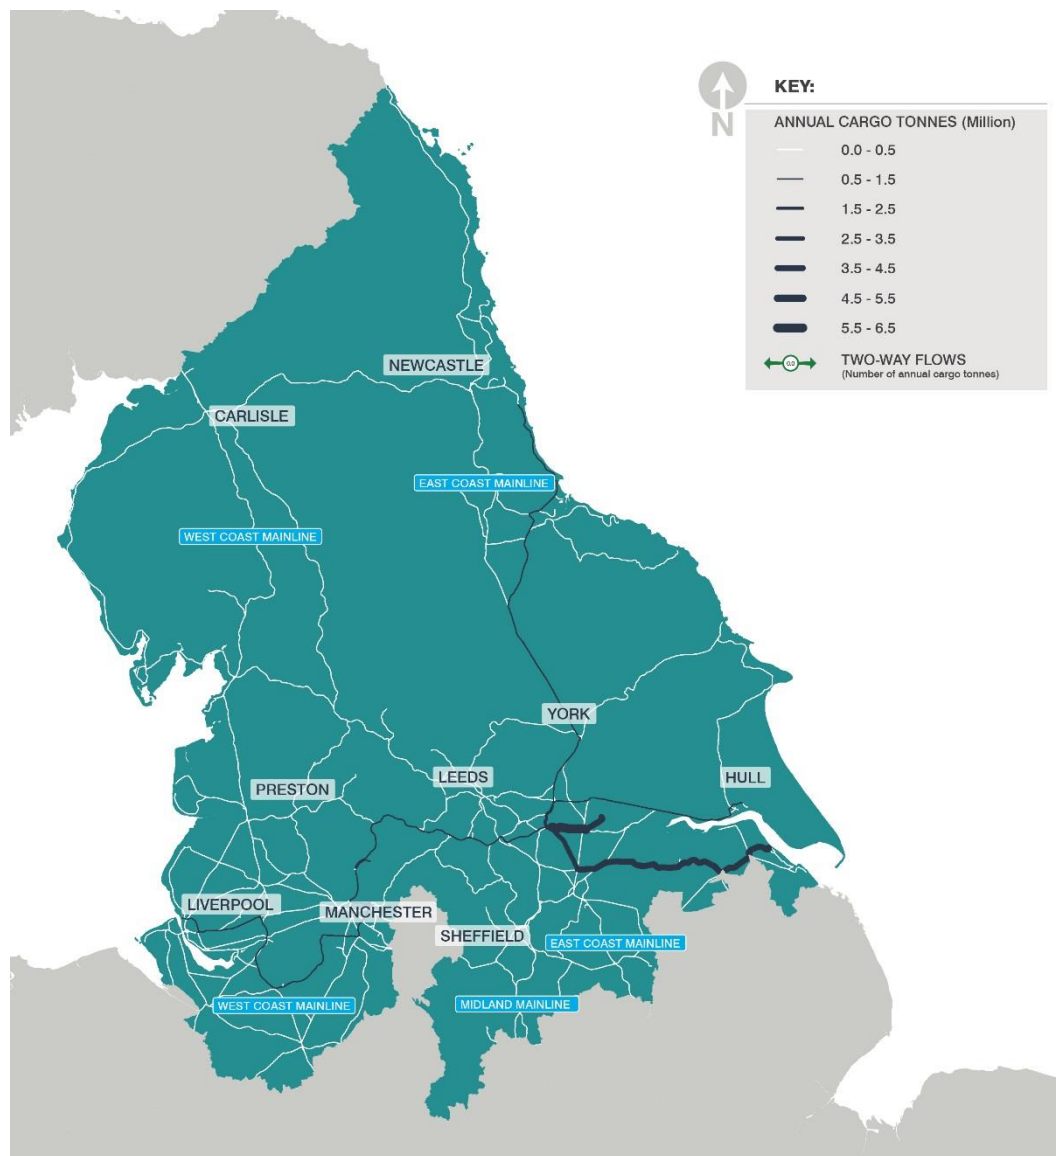 KEY:
N
ANNUAL CARGO TONNES (Million)
0.0 - 0.5
0.5 - 1.5
1.5 - 2.5
2.5 - 3.5
3.5 - 4.5
4.5 - 5.5
5.5 - 6.5
0.0
TWO-WAY FLOWS
(Number of annual cargo tonnes)
NEWCASTLE
CARLISLE
EAST COAST MAINLINE
WEST COAST MAINLINE
YORK
LEEDS
HULL
PRESTON
LIVERPOOL
MANCHESTER
SHEFFIELD
EAST COAST MAINLINE
WEST COAST MAINLINE
MIDLAND MAINLINE